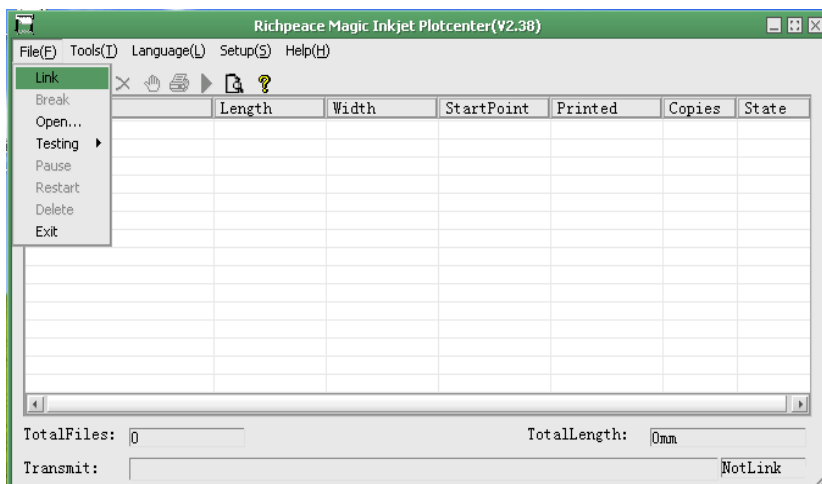 Richpeace Magic Inkjet Plotcenter(V2.38)
File(F) Tools(T) Language(L) Setup(S) Help(H)
Link
Break
Open...
Testing
Pause
Restart
Delete
Exit
Length Width StartPoint Printed Copies State
TotalFiles: 0 TotalLength: 0mm
Transmit: NotLink